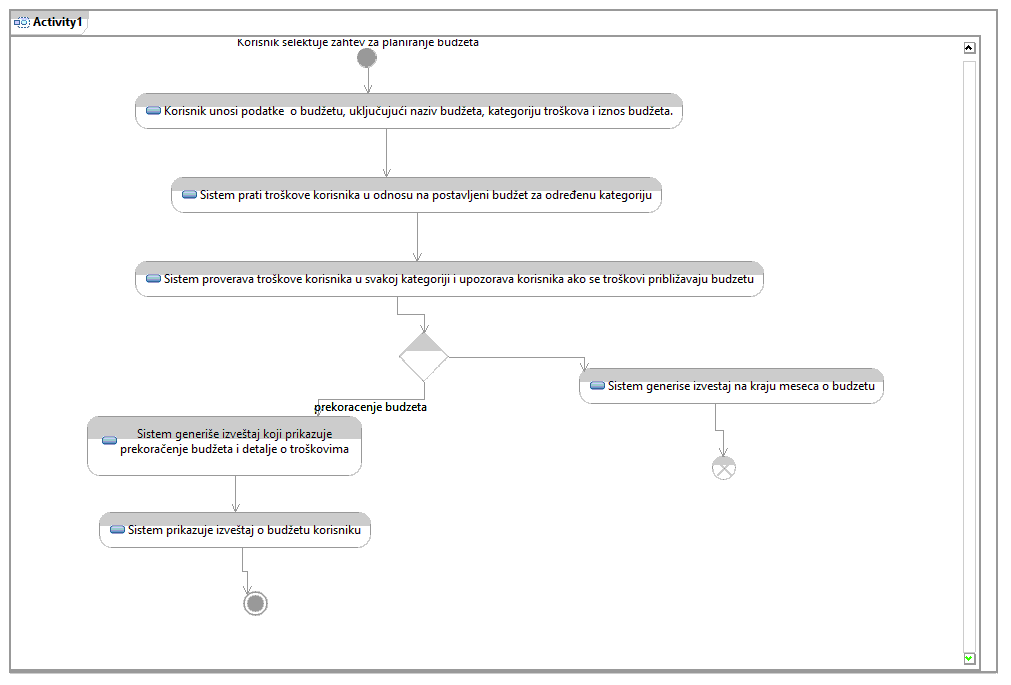 Activity1
Korisnik selektuje zahtev za planiranje budzeta
Korisnik unosi podatke  o budžetu, uključujući naziv budžeta, kategoriju troškova i iznos budžeta.
Sistem prati troškove korisnika u odnosu na postavljeni budžet za određenu kategoriju
Sistem proverava troškove korisnika u svakoj kategoriji i upozorava korisnika ako se troškovi približavaju budzetu
Sistem generise izvestaj na kraju meseca o budzetu
prekoracenje budzeta
Sistem generiše izveštaj koji prikazuje
prekoračenje budžeta i detalje o troškovima
Sistem prikazuje izveštaj o budžetu korisniku